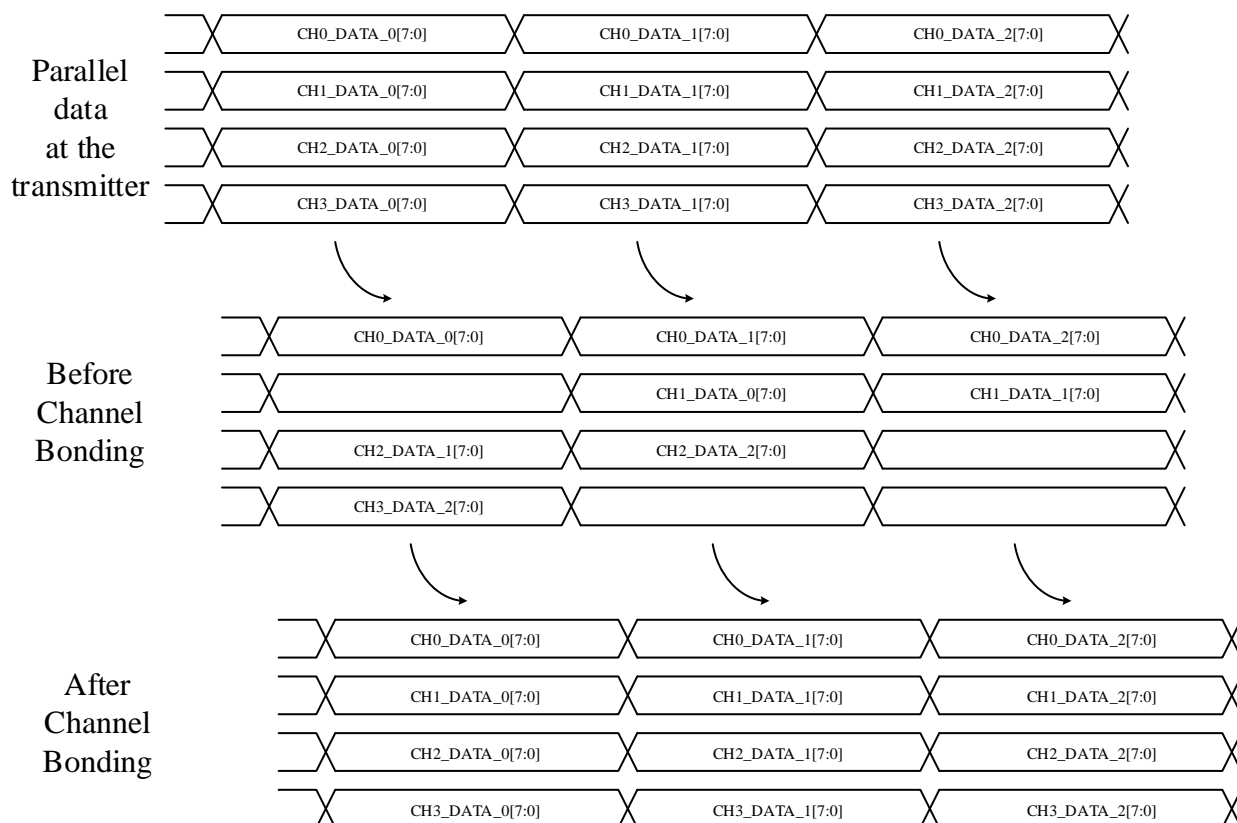 Parallel
data
at the
transmitter
CH0_DATA_0[7:0] CH0_DATA_1[7:0] CH0_DATA_2[7:0]
CH1_DATA_0[7:0] CH1_DATA_1[7:0] CH1_DATA_2[7:0]
CH2_DATA_0[7:0] CH2_DATA_1[7:0] CH2_DATA_2[7:0]
CH3_DATA_0[7:0] CH3_DATA_1[7:0] CH3_DATA_2[7:0]
Before
Channel
Bonding
CH0_DATA_0[7:0] CH0_DATA_1[7:0] CH0_DATA_2[7:0]
CH1_DATA_0[7:0] CH1_DATA_1[7:0]
CH2_DATA_1[7:0] CH2_DATA_2[7:0]
CH3_DATA_2[7:0]
After
Channel
Bonding
CH0_DATA_0[7:0] CH0_DATA_1[7:0] CH0_DATA_2[7:0]
CH1_DATA_0[7:0] CH1_DATA_1[7:0] CH1_DATA_2[7:0]
CH2_DATA_0[7:0] CH2_DATA_1[7:0] CH2_DATA_2[7:0]
CH3_DATA_0[7:0] CH3_DATA_1[7:0] CH3_DATA_2[7:0]